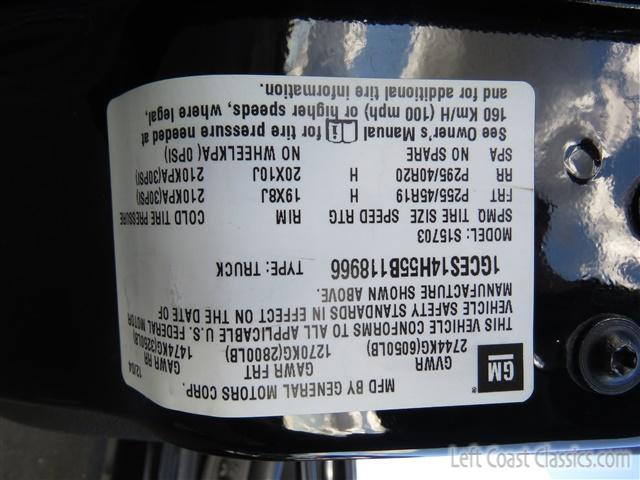 GM
MFD BY GENERAL MOTORS CORP. 12/04
GVWR GAWR FRT GAWR RR
2744KG(6050LB) 1270KG(2800LB) 1474KG(3250LB)
THIS VEHICLE CONFORMS TO ALL APPLICABLE U.S. FEDERAL MOTOR
VEHICLE SAFETY STANDARDS IN EFFECT ON THE DATE OF
MANUFACTURE SHOWN ABOVE.
1GCES14H55B118966 TYPE: TRUCK
MODEL: S15703
SPMQ TIRE SIZE SPEED RTG RIM COLD TIRE PRESSURE
FRT P255/45R19 H 19X8J 210KPA(30PSI)
RR P295/40R20 H 20X10J 210KPA(30PSI)
SPA NO SPARE NO WHEELKPA( 0PSI)
See Owner's Manual for tire pressure needed at
160 Km/H (100 mph) or higher speeds, where legal,
and for additional tire information.
Left Coast Classics.com